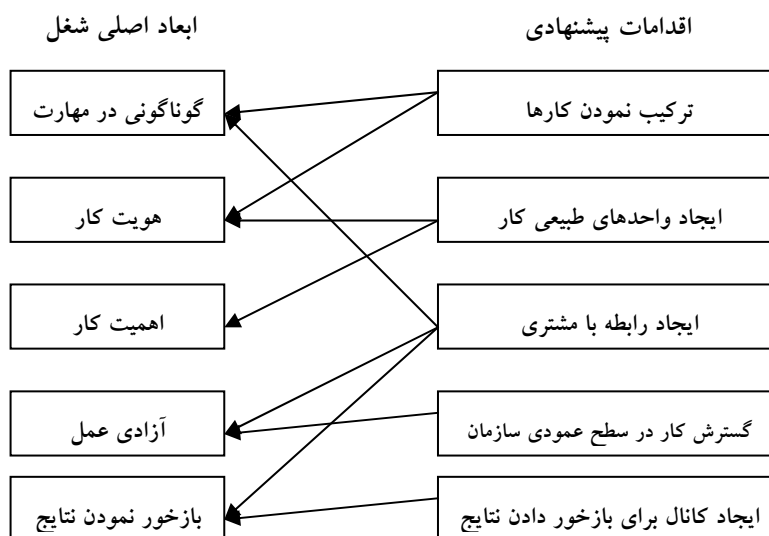 اقدامات پیشنهادی
ابعاد اصلی شغل
ترکیب نمودن کارها
گوناگونی در مهارت
ایجاد واحدهای طبیعی کار
هویت کار
ایجاد رابطه با مشتری
اهمیت کار
گسترش کار در سطح عمودی سازمان
آزادی عمل
ایجاد کانال برای بازخور دادن نتایج
بازخور نمودن نتایج